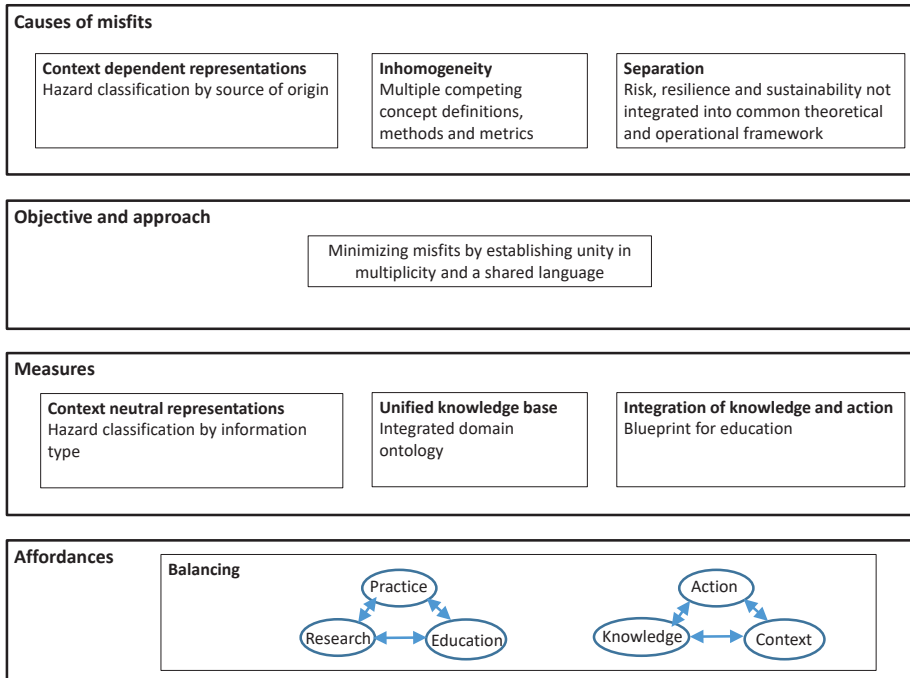 Causes of misfits
Context dependent representations
Hazard classification by source of origin
Inhomogeneity
Multiple competing
concept definitions,
methods and metrics
Separation
Risk, resilience and sustainability not
integrated into common theoretical
and operational framework
Objective and approach
Minimizing misfits by establishing unity in
multiplicity and a shared language
Measures
Context neutral representations
Hazard classification by information
type
Unified knowledge base
Integrated domain
ontology
Integration of knowledge and action
Blueprint for education
Affordances
Balancing
Practice
Research
Education
Action
Knowledge
Context